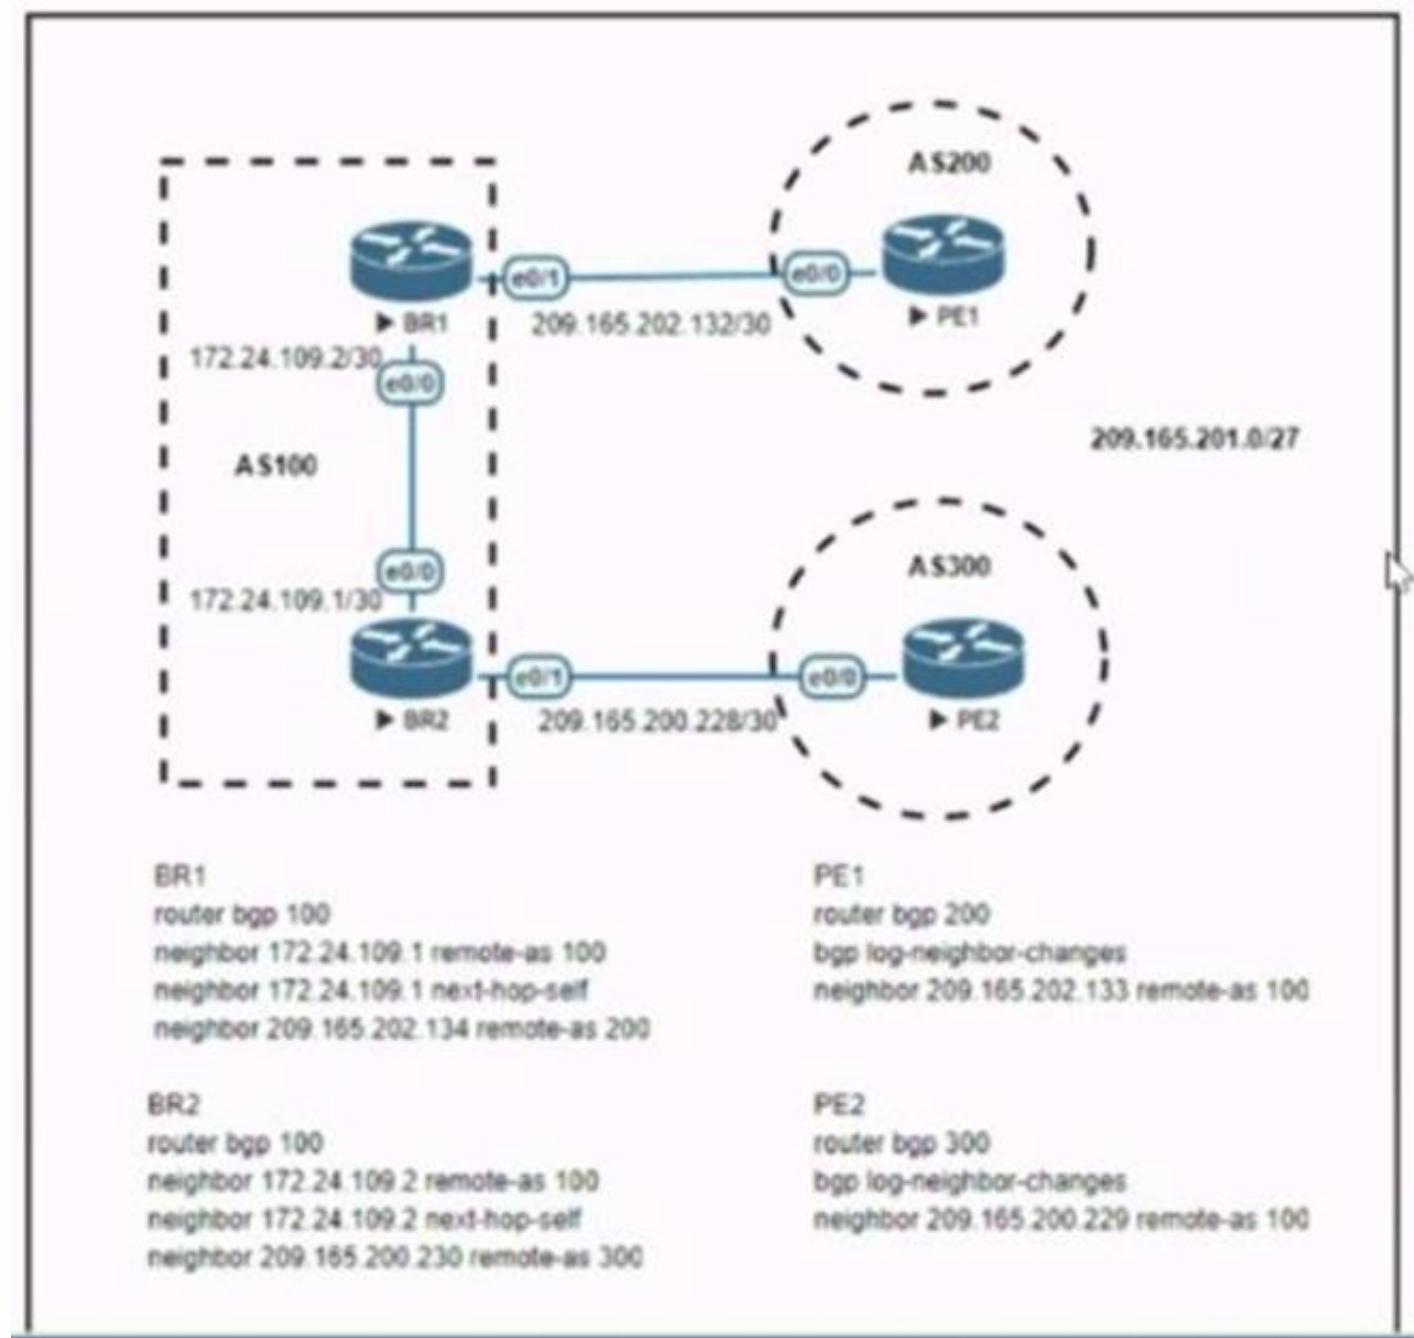 AS200
e0/1
e0/0
BR1
PE1
209.165.202.132/30
172.24.109.2/30
e0/0
209.165.201.0/27
AS100
e0/0
AS300
172.24.109.1/30
e0/1
e0/0
BR2
209.165.200.228/30
PE2
BR1
router bgp 100
neighbor 172.24.109.1 remote-as 100
neighbor 172.24.109.1 next-hop-self
neighbor 209.165.202.134 remote-as 200
PE1
router bgp 200
bgp log-neighbor-changes
neighbor 209.165.202.133 remote-as 100
BR2
router bgp 100
neighbor 172.24.109.2 remote-as 100
neighbor 172.24.109.2 next-hop-self
neighbor 209.165.200.230 remote-as 300
PE2
router bgp 300
bgp log-neighbor-changes
neighbor 209.165.200.229 remote-as 100